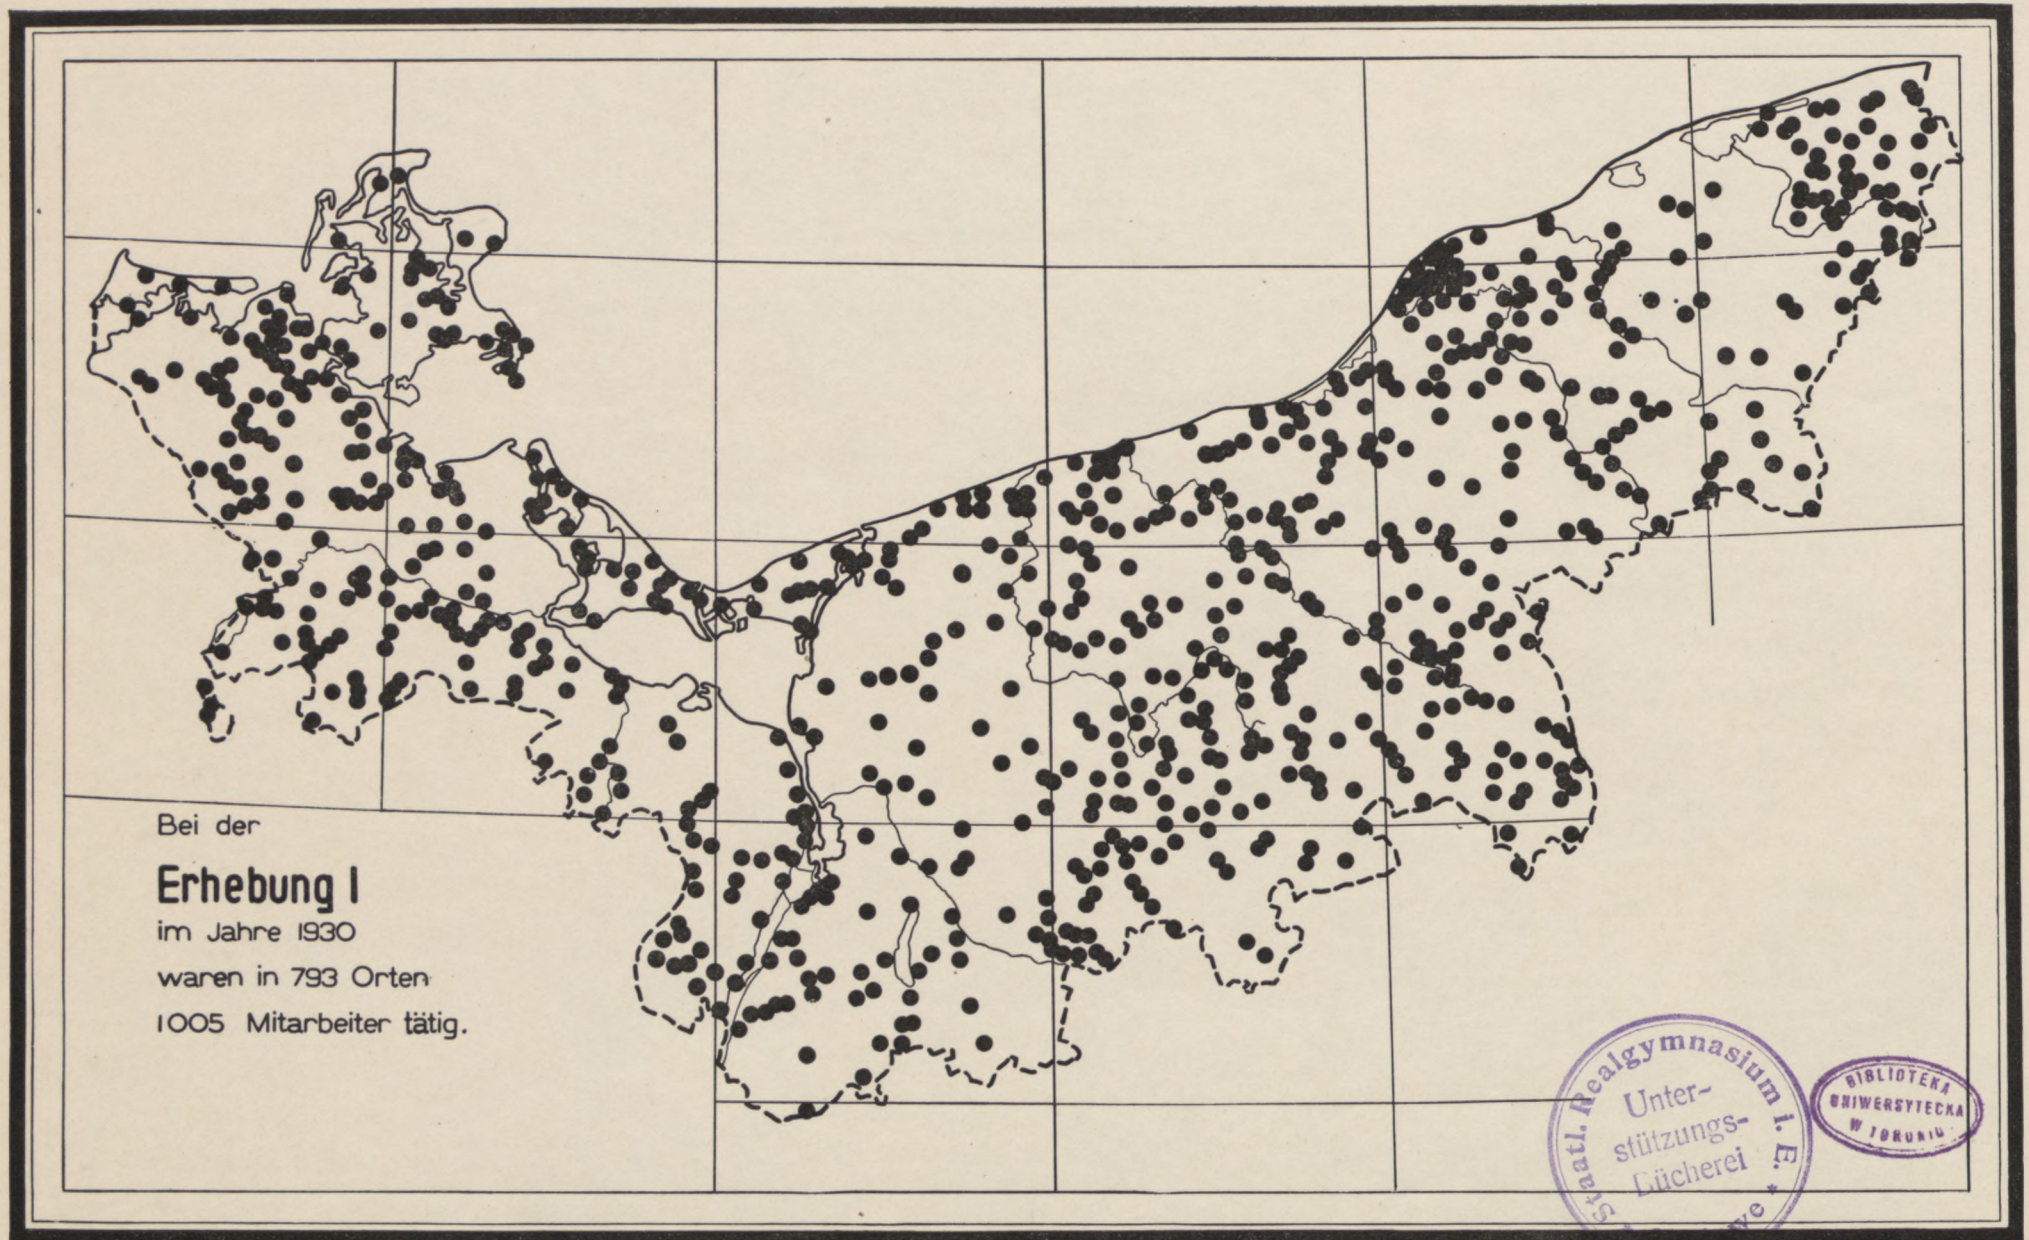 Bei der
Erhebung I
im Jahre 1930
waren in 793 Orten
1005 Mitarbeiter tätig.
Staatl. Realgymnasium i. E.
Unter-
stützungs-
Bücherei
BIBLIOTEKA
UNIWERSYTECKA
W TORUNIU